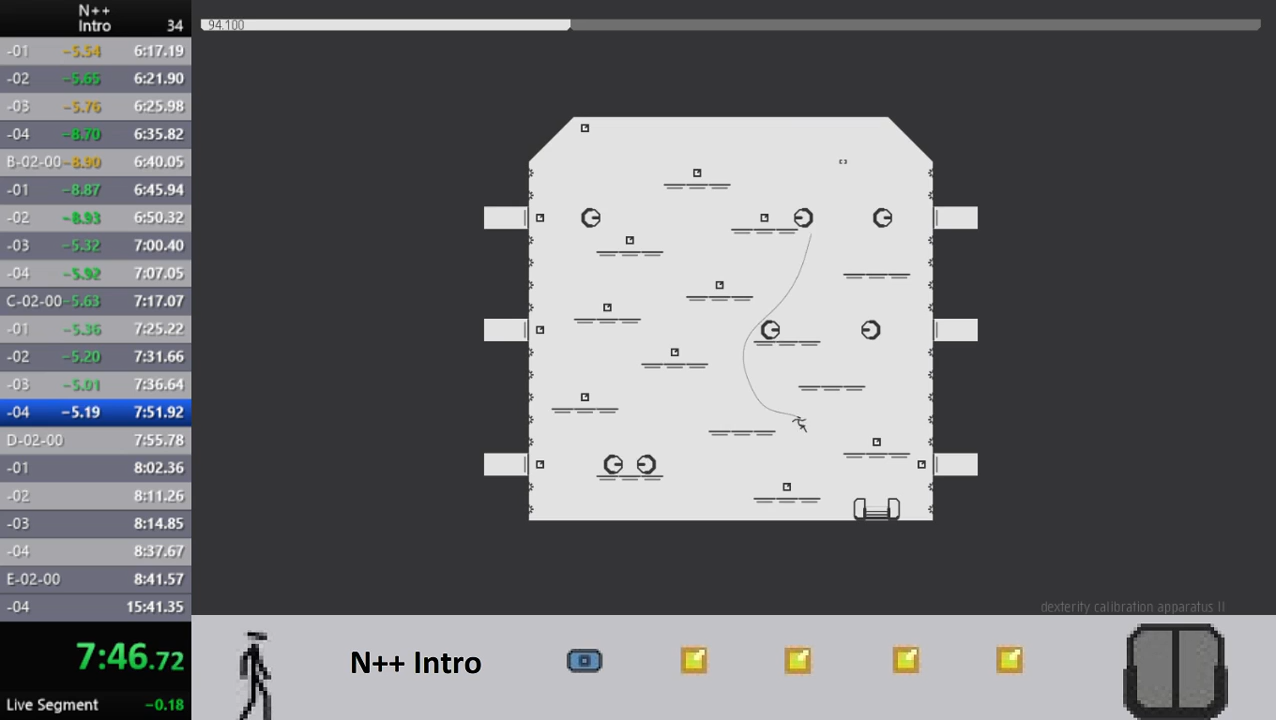 N++
Intro 34
94.100
-01 −5.54 6:17.19
-02 −5.65 6:21.90
-03 −5.76 6:25.98
-04 −8.70 6:35.82
B-02-00 −8.90 6:40.05
-01 −8.87 6:45.94
-02 −8.93 6:50.32
-03 −5.32 7:00.40
-04 −5.92 7:07.05
C-02-00 −5.63 7:17.07
-01 −5.36 7:25.22
-02 −5.20 7:31.66
-03 −5.01 7:36.64
-04 −5.19 7:51.92
D-02-00 7:55.78
-01 8:02.36
-02 8:11.26
-03 8:14.85
-04 8:37.67
E-02-00 8:41.57
-04 15:41.35
dexterity calibration apparatus II
7:46.72
N++ Intro
Live Segment −0.18